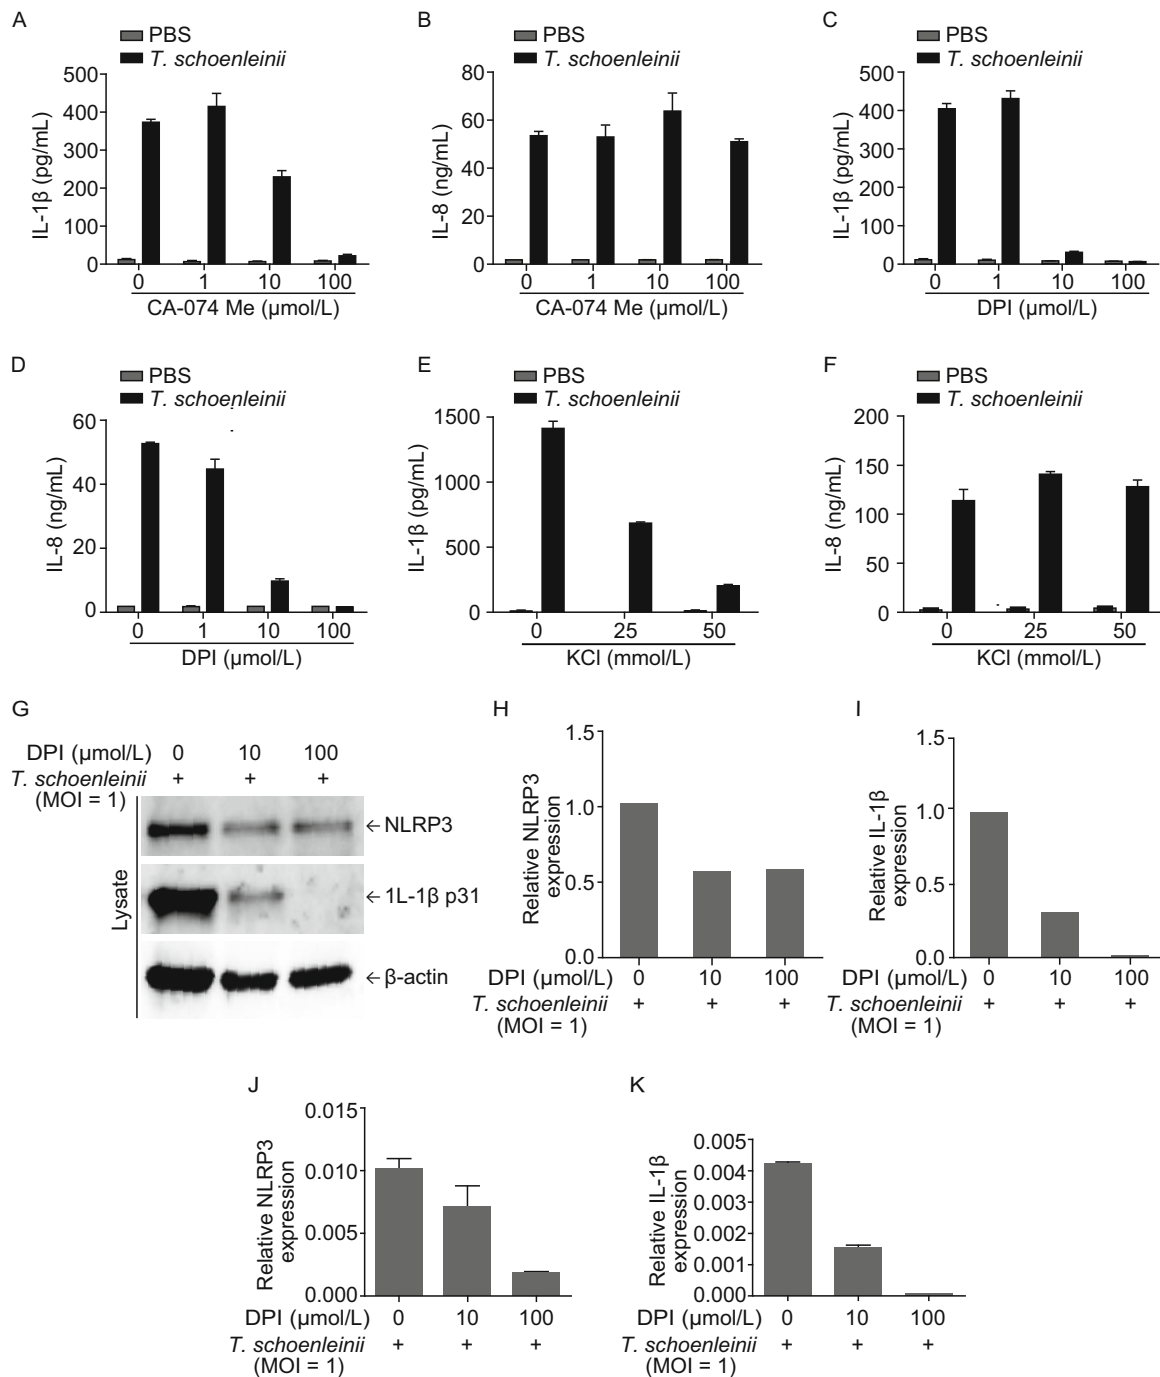 A
PBS
T. schoenleinii
500
400
300
200
100
0
IL-1β (pg/mL)
0 1 10 100
CA-074 Me (μmol/L)
B
PBS
T. schoenleinii
80
60
40
20
0
IL-8 (ng/mL)
0 1 10 100
CA-074 Me (μmol/L)
C
PBS
T. schoenleinii
500
400
300
200
100
0
IL-1β (pg/mL)
0 1 10 100
DPI (μmol/L)
D
PBS
T. schoenleinii
60
40
20
0
IL-8 (ng/mL)
0 1 10 100
DPI (μmol/L)
E
PBS
T. schoenleinii
1500
1000
500
0
IL-1β (pg/mL)
0 25 50
KCl (mmol/L)
F
PBS
T. schoenleinii
200
150
100
50
0
IL-8 (ng/mL)
0 25 50
KCl (mmol/L)
G
DPI (μmol/L) 0 10 100
T. schoenleinii + + +
(MOI = 1)
Lysate
←NLRP3
←1L-1β p31
←β-actin
H
1.5
1.0
0.5
0.0
Relative NLRP3
expression
DPI (μmol/L) 0 10 100
T. schoenleinii + + +
(MOI = 1)
I
1.5
1.0
0.5
0.0
Relative IL-1β
expression
DPI (μmol/L) 0 10 100
T. schoenleinii + + +
(MOI = 1)
J
0.015
0.010
0.005
0.000
Relative NLRP3
expression
DPI (μmol/L) 0 10 100
T. schoenleinii + + +
(MOI = 1)
K
0.005
0.004
0.003
0.002
0.001
0.000
Relative IL-1β
expression
DPI (μmol/L) 0 10 100
T. schoenleinii + + +
(MOI = 1)